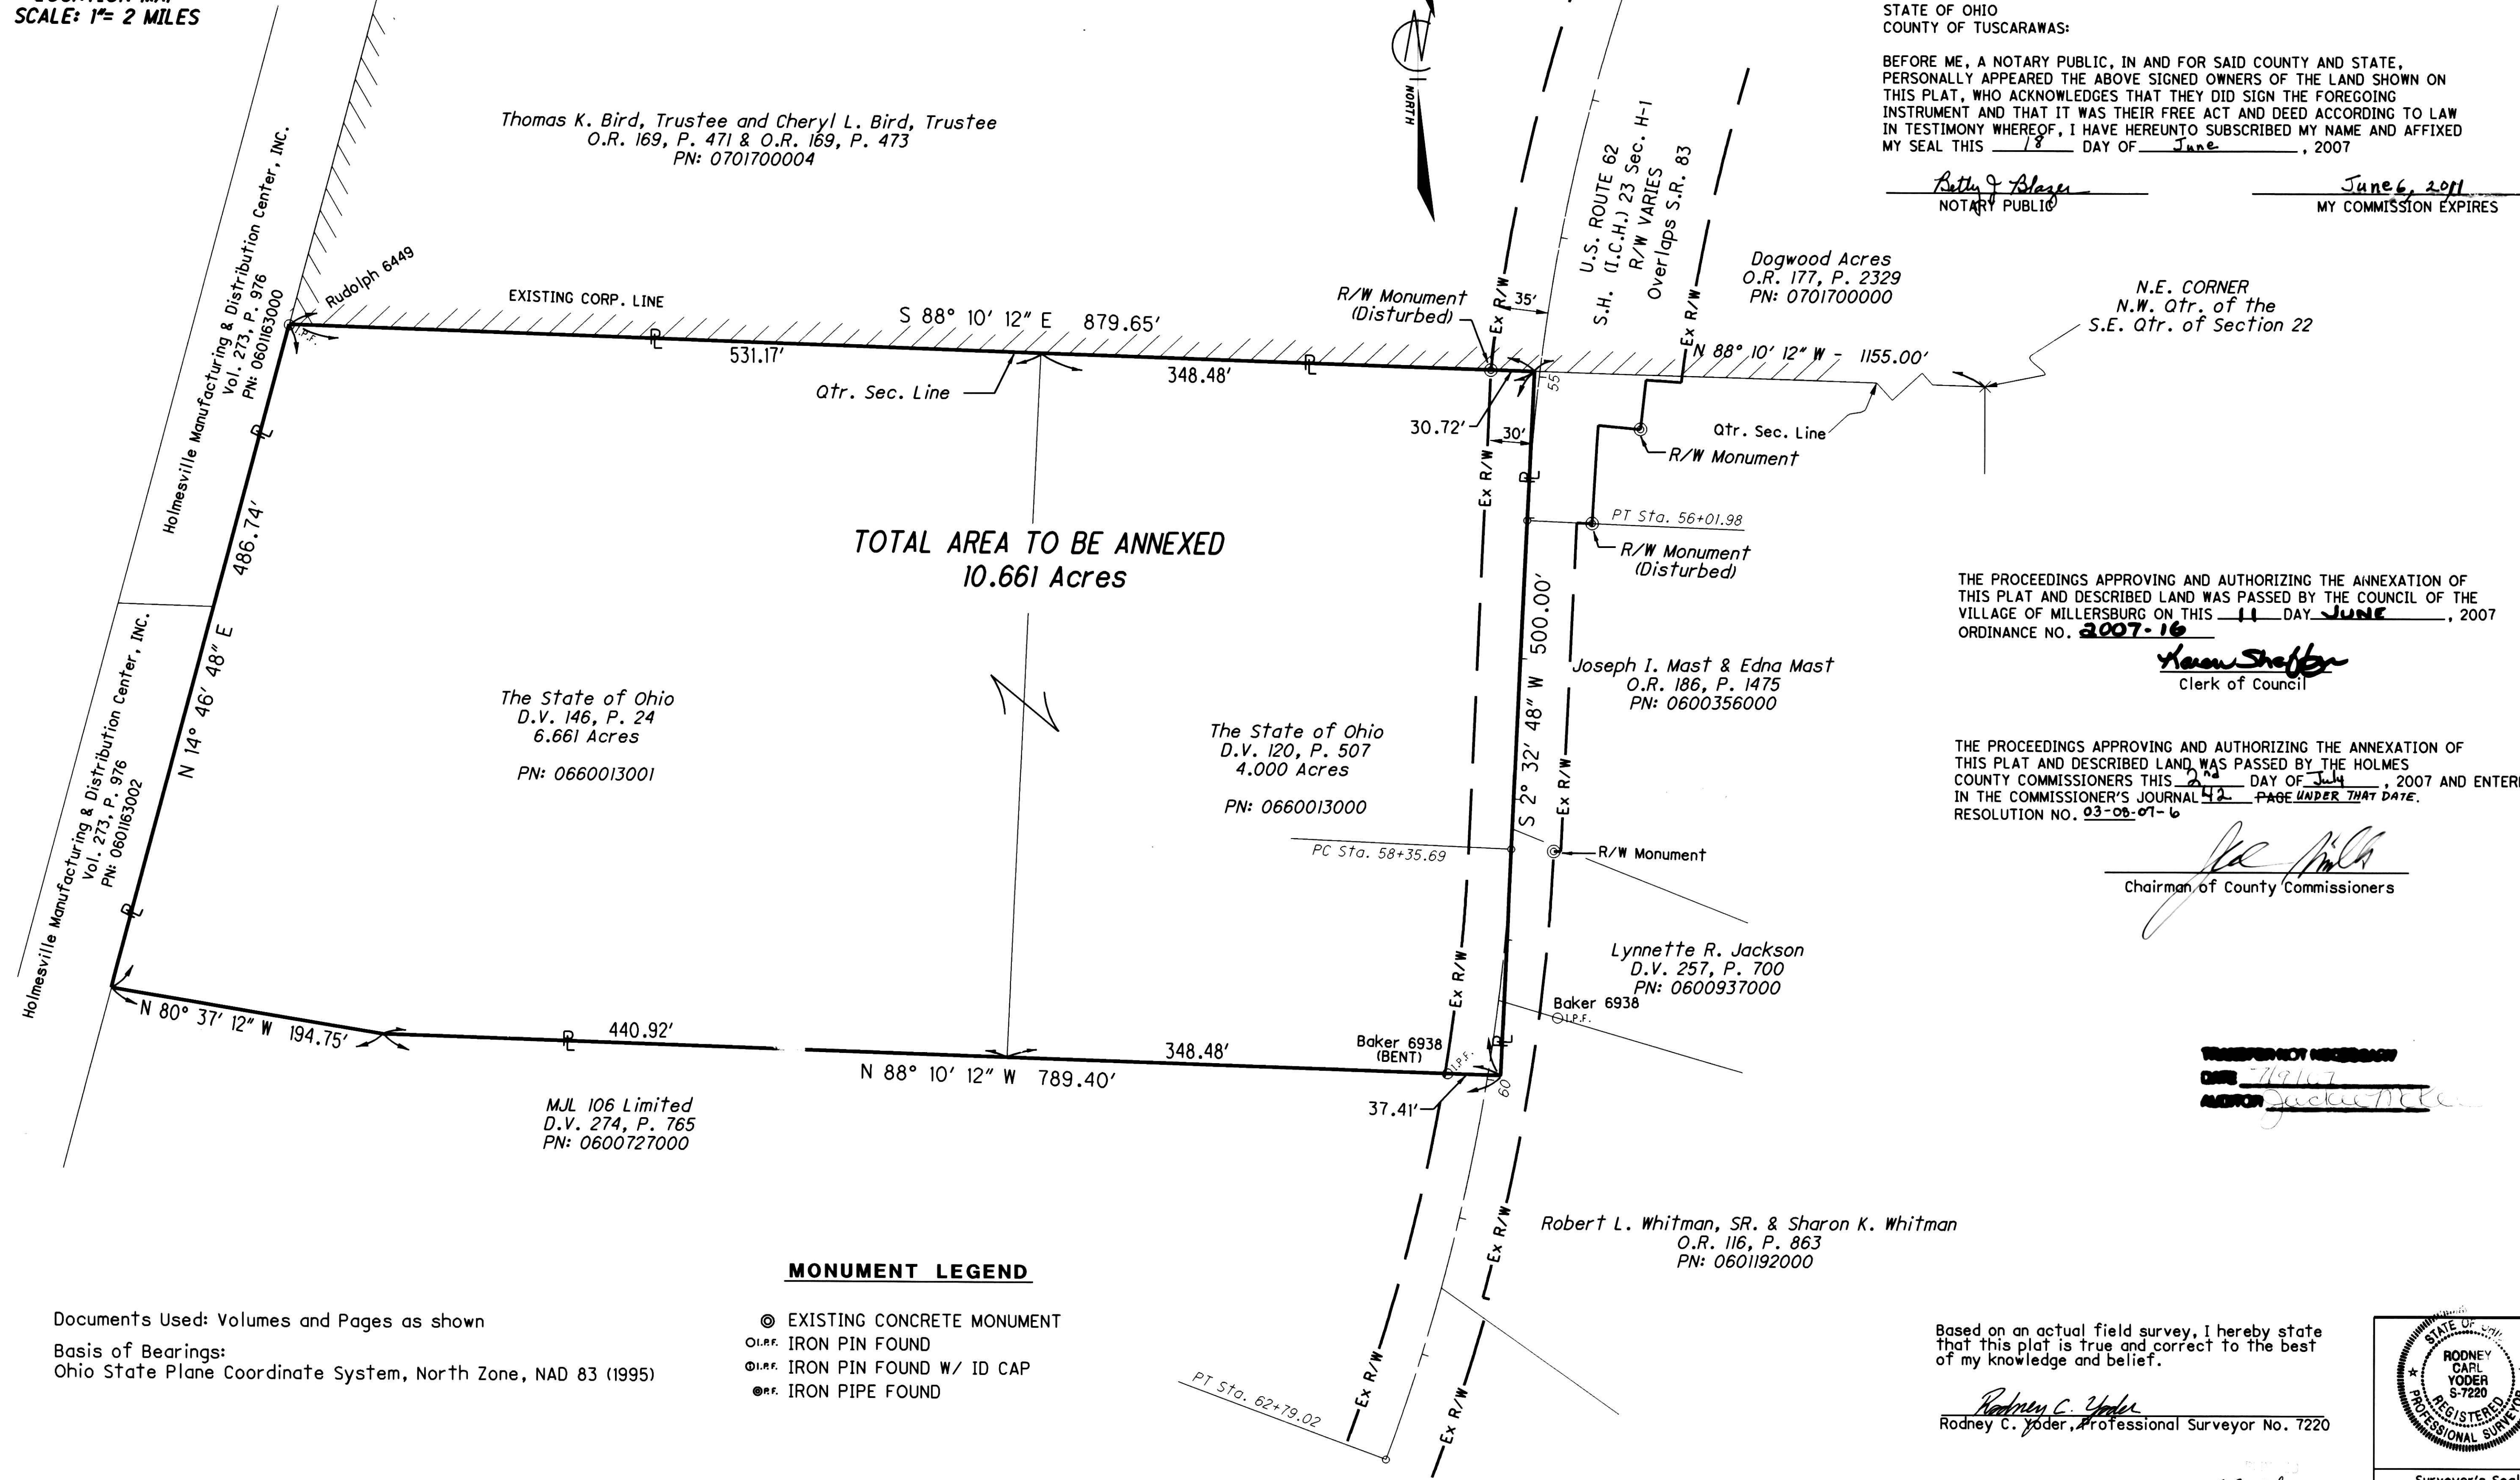 SCALE: 1"= 2 MILES
Thomas K. Bird, Trustee and Cheryl L. Bird, Trustee
O.R. 169, P. 471 & O.R. 169, P. 473
PN: 0701700004
NORTH
U.S. ROUTE 62
S.H. (I.C.H.) 23 Sec. H-1
R/W VARIES
Overlaps S.R. 83
STATE OF OHIO
COUNTY OF TUSCARAWAS:
BEFORE ME, A NOTARY PUBLIC, IN AND FOR SAID COUNTY AND STATE,
PERSONALLY APPEARED THE ABOVE SIGNED OWNERS OF THE LAND SHOWN ON
THIS PLAT, WHO ACKNOWLEDGES THAT THEY DID SIGN THE FOREGOING
INSTRUMENT AND THAT IT WAS THEIR FREE ACT AND DEED ACCORDING TO LAW
IN TESTIMONY WHEREOF, I HAVE HEREUNTO SUBSCRIBED MY NAME AND AFFIXED
MY SEAL THIS 18 DAY OF June , 2007
Betty J Blazer
NOTARY PUBLIC
June 6, 2011
MY COMMISSION EXPIRES
Holmesville Manufacturing & Distribution Center, INC.
Vol. 273, P. 976
PN: 0601163000
Rudolph 6449
I.P.F.
EXISTING CORP. LINE
S 88° 10' 12" E 879.65'
531.17'
Qtr. Sec. Line
348.48'
R/W Monument
(Disturbed)
Ex R/W
35'
Ex R/W
Dogwood Acres
O.R. 177, P. 2329
PN: 0701700000
N.E. CORNER
N.W. Qtr. of the
S.E. Qtr. of Section 22
N 88° 10' 12" W - 1155.00'
55
30.72'
30'
Ex R/W
Qtr. Sec. Line
R/W Monument
PT Sta. 56+01.98
R/W Monument
(Disturbed)
TOTAL AREA TO BE ANNEXED
10.661 Acres
486.74'
N 14° 46' 48" E
Holmesville Manufacturing & Distribution Center, INC.
Vol. 273, P. 976
PN: 0601163002
The State of Ohio
D.V. 146, P. 24
6.661 Acres
PN: 0660013001
The State of Ohio
D.V. 120, P. 507
4.000 Acres
PN: 0660013000
S 2° 32' 48" W 500.00'
Joseph I. Mast & Edna Mast
O.R. 186, P. 1475
PN: 0600356000
Ex R/W
PC Sta. 58+35.69
R/W Monument
Lynnette R. Jackson
D.V. 257, P. 700
PN: 0600937000
Baker 6938
I.P.F.
THE PROCEEDINGS APPROVING AND AUTHORIZING THE ANNEXATION OF
THIS PLAT AND DESCRIBED LAND WAS PASSED BY THE COUNCIL OF THE
VILLAGE OF MILLERSBURG ON THIS 11 DAY JUNE , 2007
ORDINANCE NO. 2007-16
Karen Shaffer
Clerk of Council
THE PROCEEDINGS APPROVING AND AUTHORIZING THE ANNEXATION OF
THIS PLAT AND DESCRIBED LAND WAS PASSED BY THE HOLMES
COUNTY COMMISSIONERS THIS 2nd DAY OF July , 2007 AND ENTERE
IN THE COMMISSIONER'S JOURNAL 42 PAGE UNDER THAT DATE.
RESOLUTION NO. 03-08-07-6
Chairman of County Commissioners
N 80° 37' 12" W 194.75'
440.92'
N 88° 10' 12" W 789.40'
348.48'
Baker 6938
(BENT)
Ex R/W
I.P.F.
37.41'
60
MJL 106 Limited
D.V. 274, P. 765
PN: 0600727000
TRANSFER NOT NECESSARY
DATE 7/9/07
AUDITOR
Robert L. Whitman, SR. & Sharon K. Whitman
O.R. 116, P. 863
PN: 0601192000
Ex R/W
Ex R/W
Ex R/W
PT Sta. 62+79.02
MONUMENT LEGEND
EXISTING CONCRETE MONUMENT
I.P.F. IRON PIN FOUND
I.P.F. IRON PIN FOUND W/ ID CAP
P.F. IRON PIPE FOUND
Documents Used: Volumes and Pages as shown
Basis of Bearings:
Ohio State Plane Coordinate System, North Zone, NAD 83 (1995)
Based on an actual field survey, I hereby state
that this plat is true and correct to the best
of my knowledge and belief.
Rodney C. Yoder
Rodney C. Yoder, Professional Surveyor No. 7220
STATE OF OHIO
RODNEY
CARL
YODER
S-7220
REGISTERED
PROFESSIONAL SURVEYOR